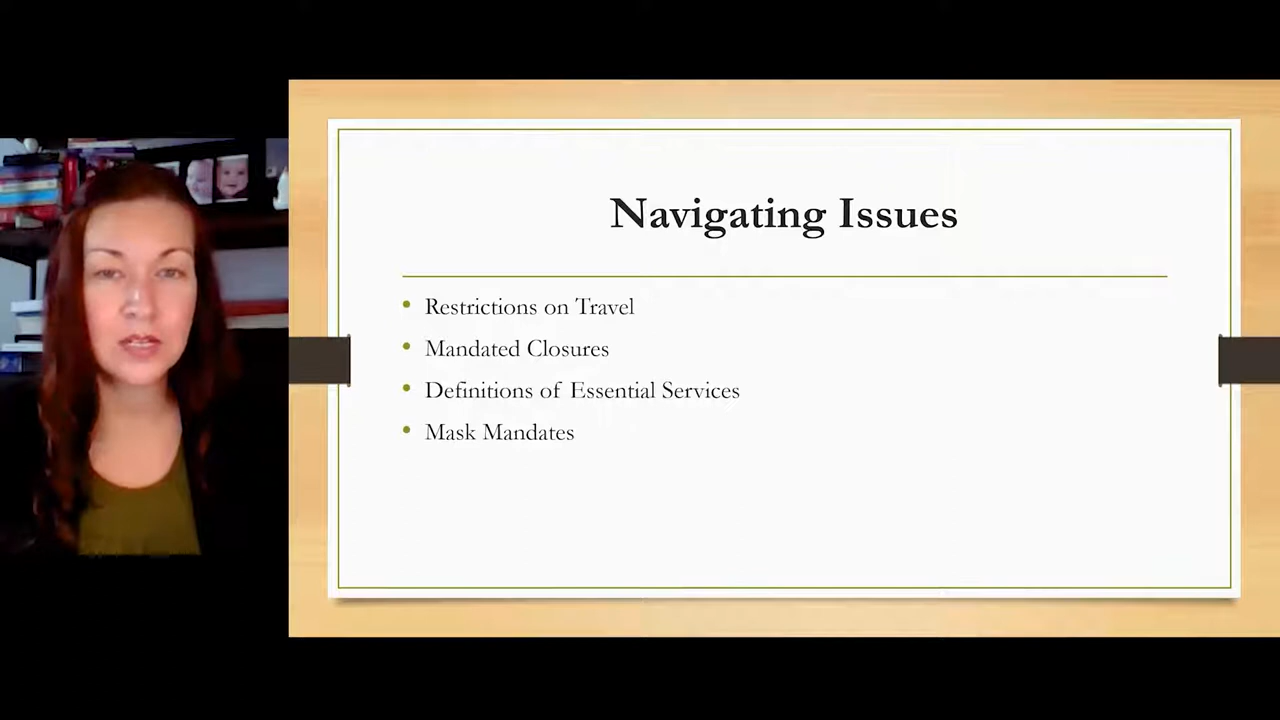 Navigating Issues
• Restrictions on Travel
• Mandated Closures
• Definitions of Essential Services
• Mask Mandates